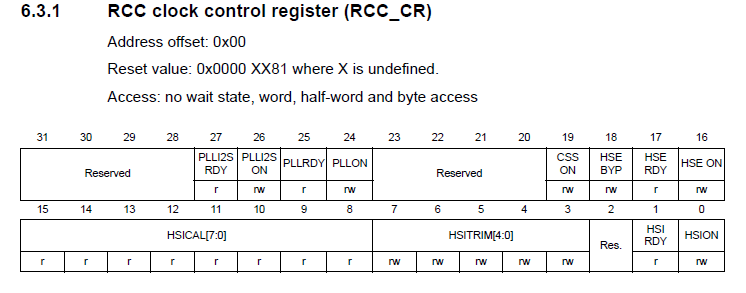 6.3.1 RCC clock control register (RCC_CR)
Address offset: 0x00
Reset value: 0x0000 XX81 where X is undefined.
Access: no wait state, word, half-word and byte access
31 30 29 28 27 26 25 24 23 22 21 20 19 18 17 16
Reserved PLLI2S RDY PLLI2S ON PLLRDY PLLON Reserved CSS ON HSE BYP HSE RDY HSE ON
r rw r rw rw rw r rw
15 14 13 12 11 10 9 8 7 6 5 4 3 2 1 0
HSICAL[7:0] HSITRIM[4:0] Res. HSI RDY HSION
r r r r r r r r rw rw rw rw rw r rw